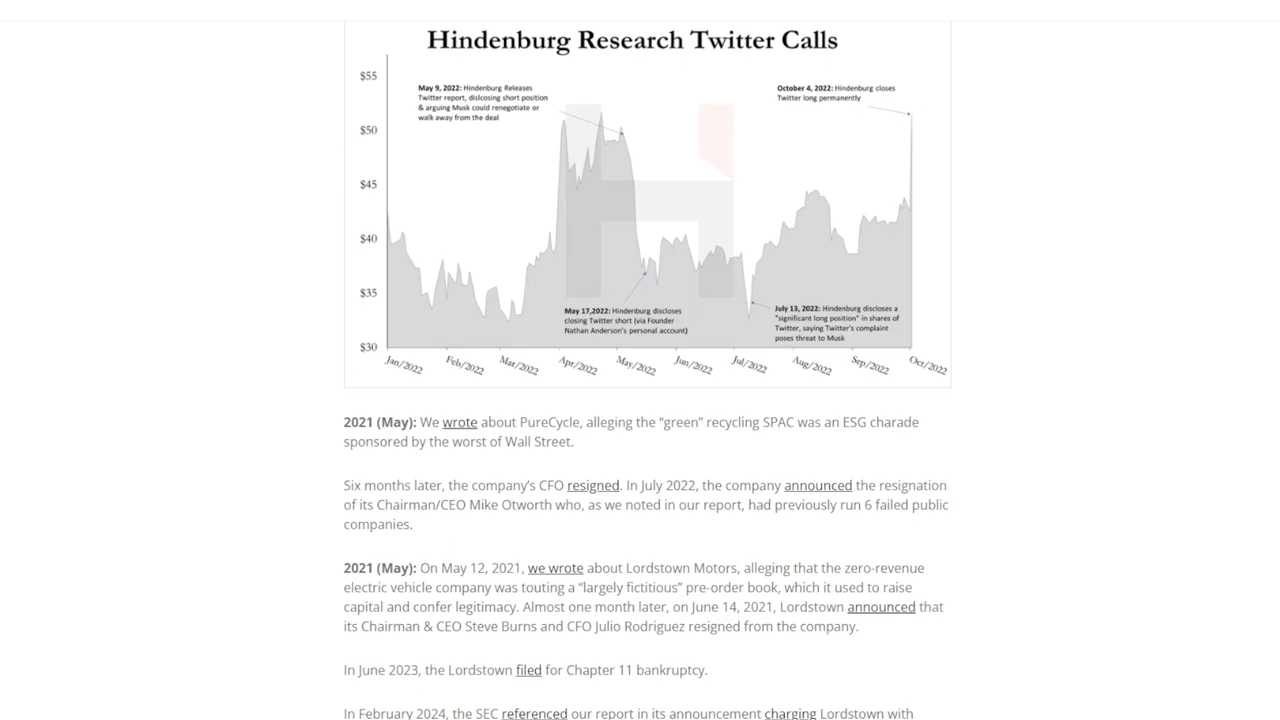 Hindenburg Research Twitter Calls
$55
$50
$45
$40
$35
$30
May 9, 2022: Hindenburg Releases
Twitter report, dislcosing short position
& arguing Musk could renegotiate or
walk away from the deal
October 4, 2022: Hindenburg closes
Twitter long permanently
May 17,2022: Hindenburg discloses
closing Twitter short (via Founder
Nathan Anderson's personal account)
July 13, 2022: Hindenburg discloses a
"significant long position" in shares of
Twitter, saying Twitter's complaint
poses threat to Musk
Jan/2022 Feb/2022 Mar/2022 Apr/2022 May/2022 Jun/2022 Jul/2022 Aug/2022 Sep/2022 Oct/2022
2021 (May): We wrote about PureCycle, alleging the “green” recycling SPAC was an ESG charade
sponsored by the worst of Wall Street.
Six months later, the company’s CFO resigned. In July 2022, the company announced the resignation
of its Chairman/CEO Mike Otworth who, as we noted in our report, had previously run 6 failed public
companies.
2021 (May): On May 12, 2021, we wrote about Lordstown Motors, alleging that the zero-revenue
electric vehicle company was touting a “largely fictitious” pre-order book, which it used to raise
capital and confer legitimacy. Almost one month later, on June 14, 2021, Lordstown announced that
its Chairman & CEO Steve Burns and CFO Julio Rodriguez resigned from the company.
In June 2023, the Lordstown filed for Chapter 11 bankruptcy.
In February 2024, the SEC referenced our report in its announcement charging Lordstown with